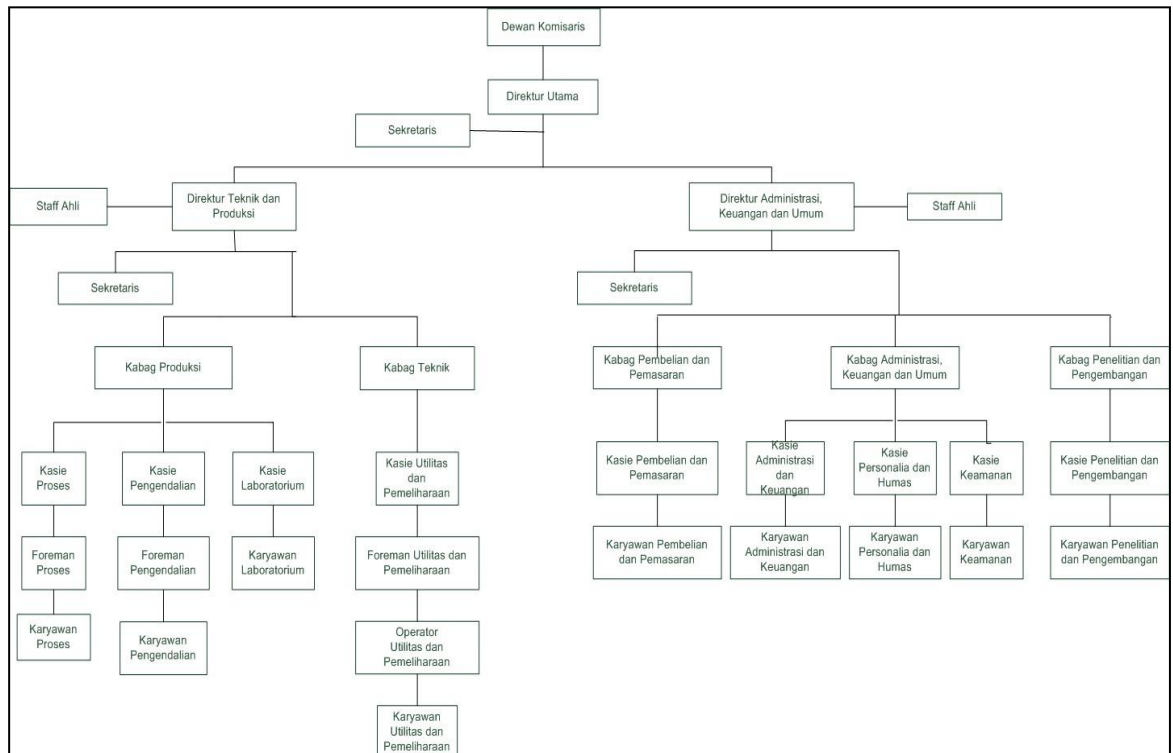 Dewan Komisaris
Direktur Utama
Sekretaris
Direktur Teknik dan
Produksi
Staff Ahli
Direktur Administrasi,
Keuangan dan Umum
Staff Ahli
Sekretaris
Sekretaris
Kabag Produksi
Kabag Teknik
Kabag Pembelian dan
Pemasaran
Kabag Administrasi,
Keuangan dan Umum
Kabag Penelitian dan
Pengembangan
Kasie
Proses
Kasie
Pengendalian
Kasie
Laboratorium
Kasie Utilitas
dan
Pemeliharaan
Kasie Pembelian dan
Pemasaran
Kasie
Administrasi
dan
Keuangan
Kasie
Personalia dan
Humas
Kasie
Keamanan
Kasie Penelitian dan
Pengembangan
Foreman
Proses
Foreman
Pengendalian
Karyawan
Laboratorium
Foreman Utilitas dan
Pemeliharaan
Karyawan Pembelian
dan Pemasaran
Karyawan
Administrasi dan
Keuangan
Karyawan
Personalia dan
Humas
Karyawan
Keamanan
Karyawan Penelitian
dan Pengembangan
Karyawan
Proses
Karyawan
Pengendalian
Operator
Utilitas dan
Pemeliharaan
Karyawan
Utilitas dan
Pemeliharaan